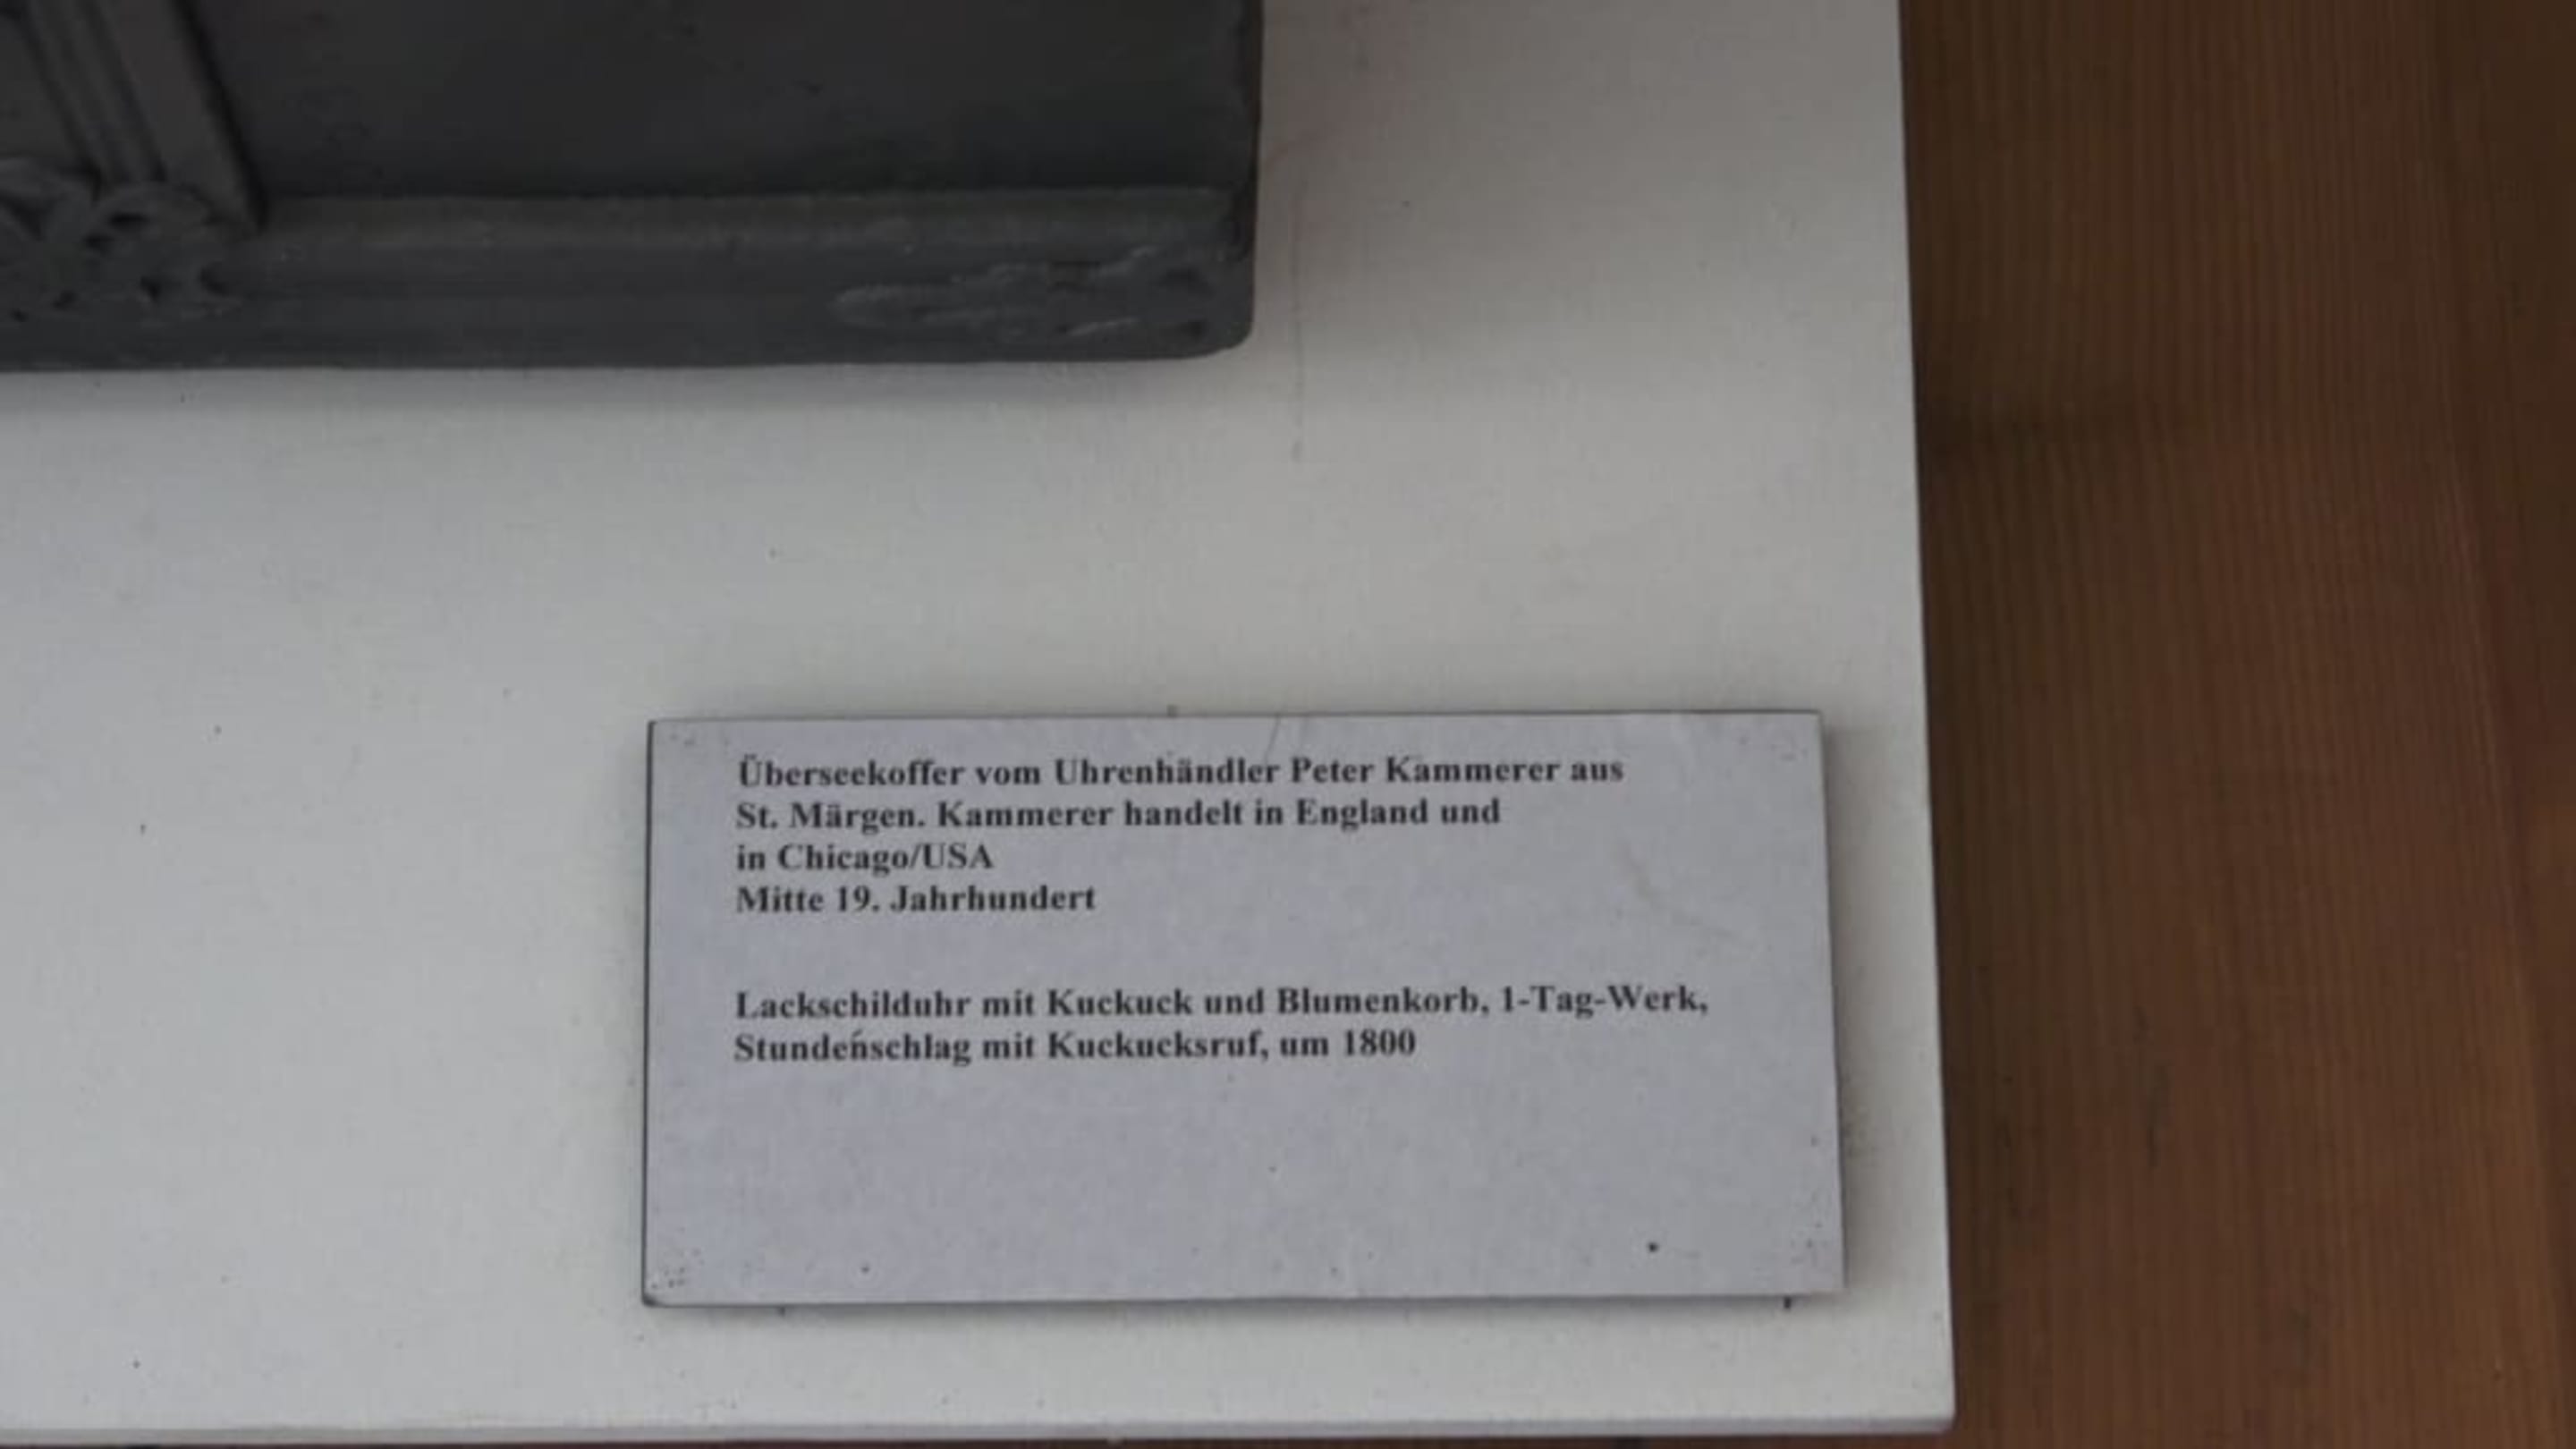 Überseekoffer vom Uhrenhändler Peter Kammerer aus
St. Märgen. Kammerer handelt in England und
in Chicago/USA
Mitte 19. Jahrhundert
Lackschilduhr mit Kuckuck und Blumenkorb, 1-Tag-Werk,
Stundenschlag mit Kuckucksruf, um 1800